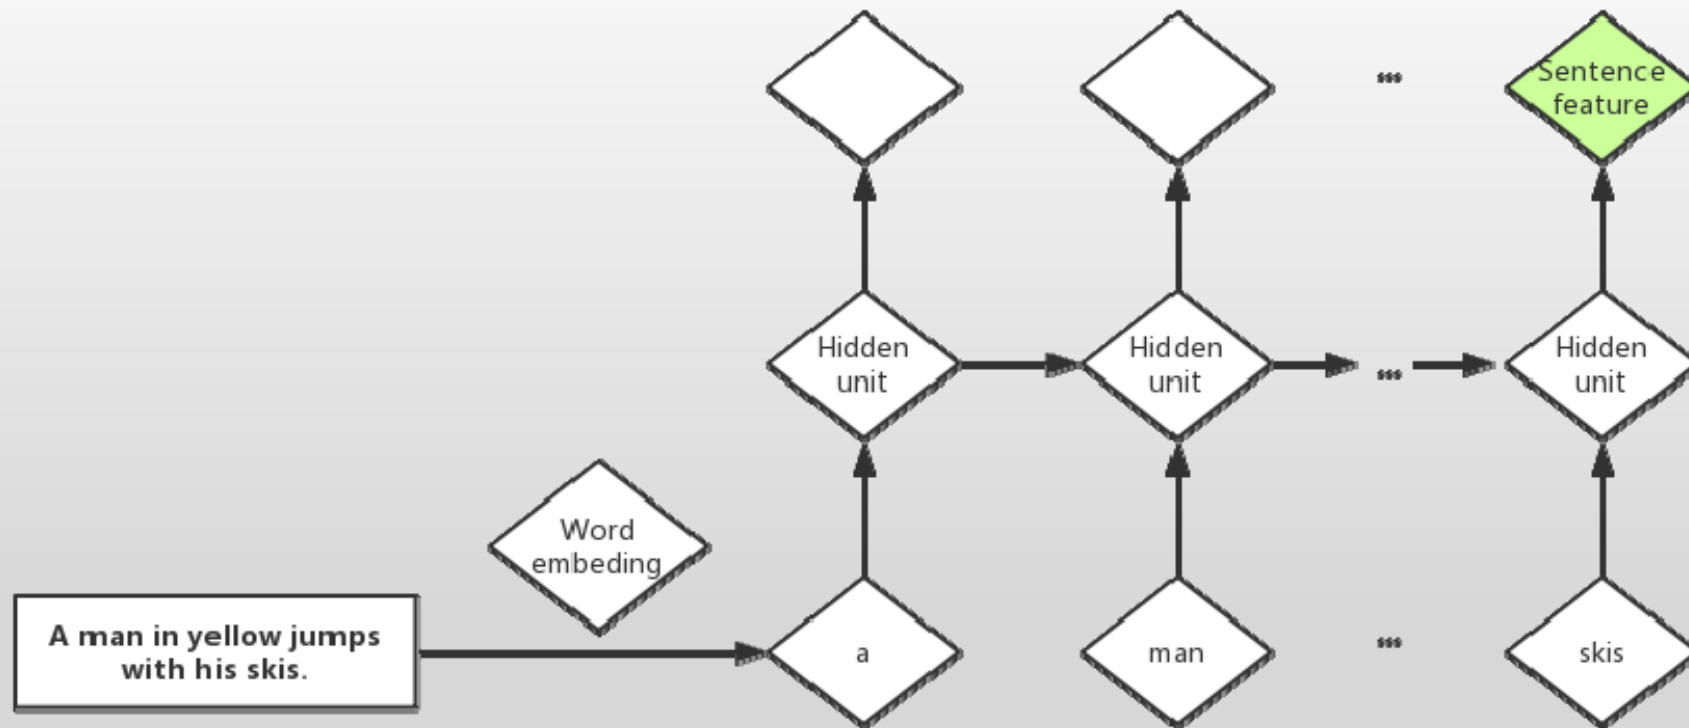 Sentence
feature
Hidden
unit
Hidden
unit
Hidden
unit
Word
embeding
A man in yellow jumps
with his skis.
a
man
skis